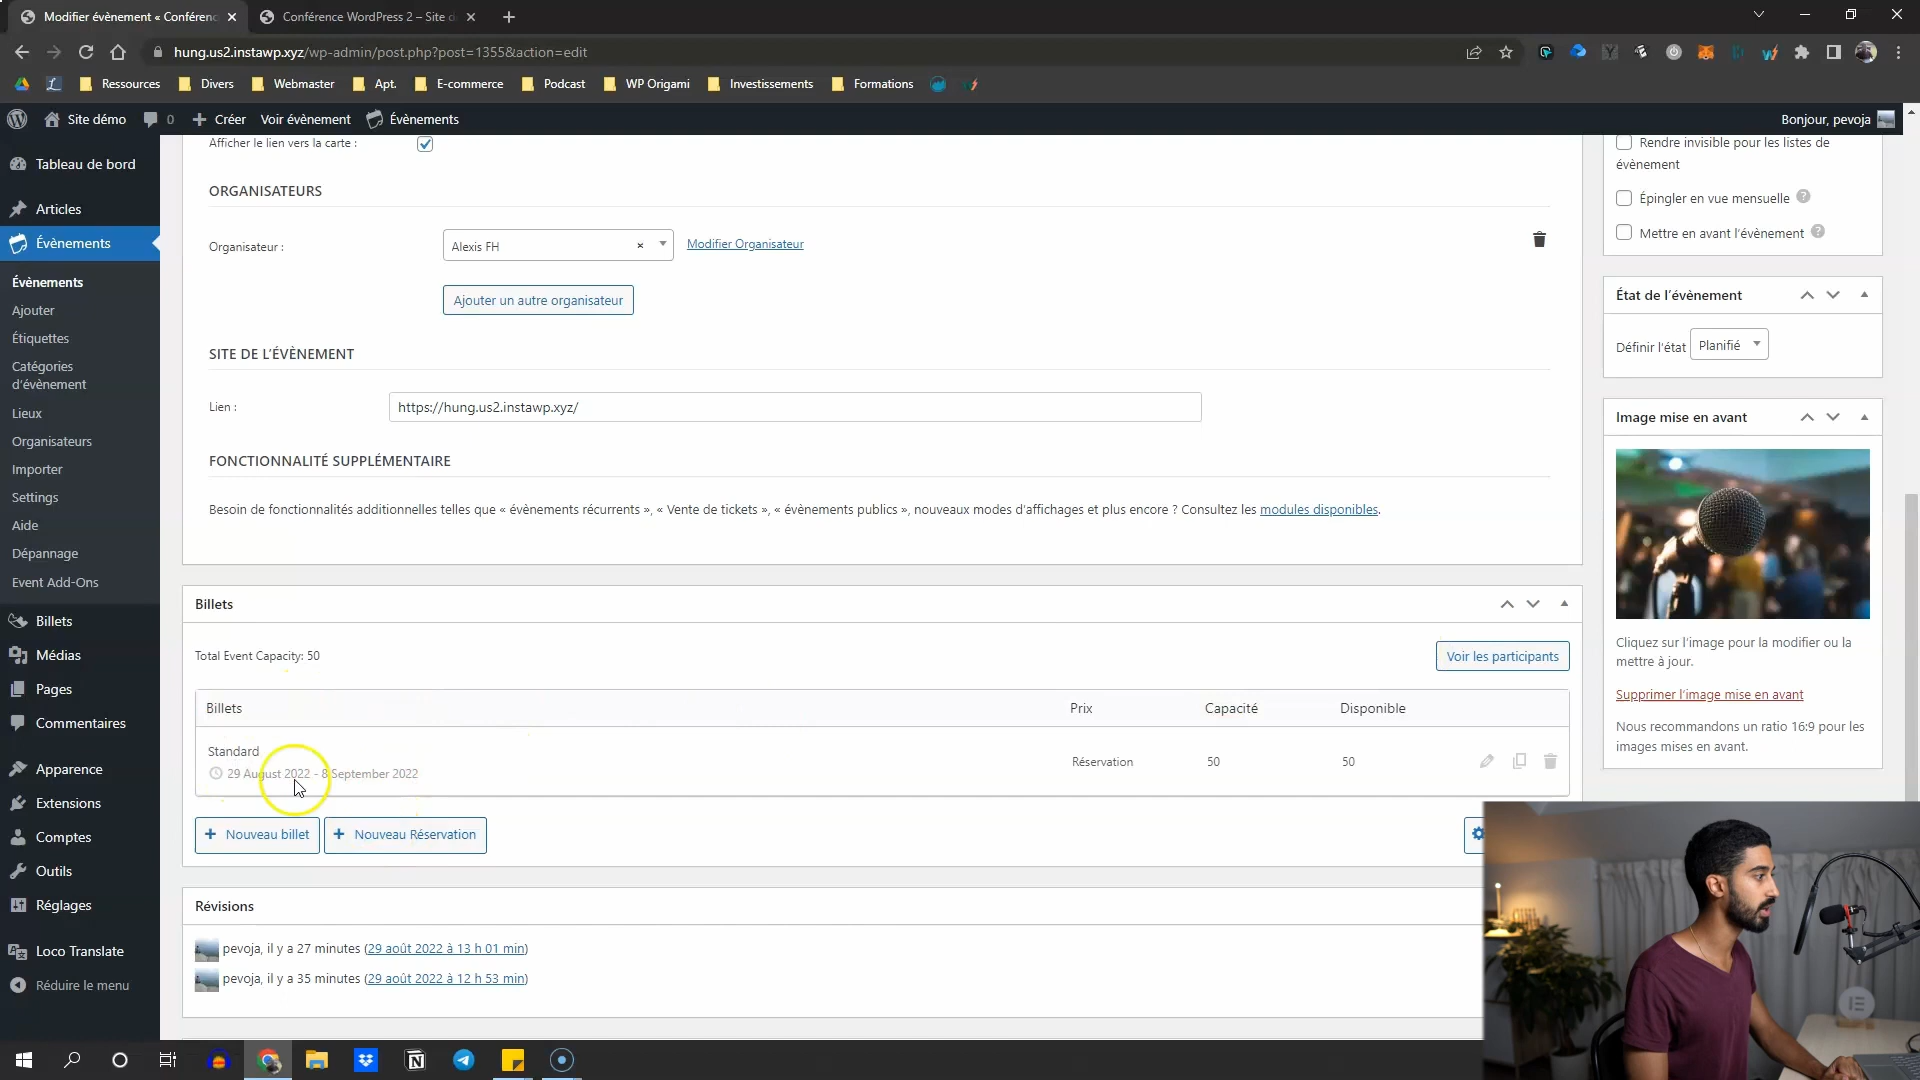 Modifier évènement « Conférenc
Conférence WordPress 2 – Site d
hung.us2.instawp.xyz/wp-admin/post.php?post=1355&action=edit
Ressources
Divers
Webmaster
Apt.
E-commerce
Podcast
WP Origami
Investissements
Formations
Site démo
0
Créer
Voir évènement
Évènements
Bonjour, pevoja
Tableau de bord
Articles
Évènements
Évènements
Ajouter
Étiquettes
Catégories
d'évènement
Lieux
Organisateurs
Importer
Settings
Aide
Dépannage
Event Add-Ons
Billets
Médias
Pages
Commentaires
Apparence
Extensions
Comptes
Outils
Réglages
Loco Translate
Réduire le menu
Afficher le lien vers la carte :
ORGANISATEURS
Organisateur :
Alexis FH
Modifier Organisateur
Ajouter un autre organisateur
SITE DE L'ÉVÈNEMENT
Lien :
https://hung.us2.instawp.xyz/
FONCTIONNALITÉ SUPPLÉMENTAIRE
Besoin de fonctionnalités additionnelles telles que « évènements récurrents », « Vente de tickets », « évènements publics », nouveaux modes d'affichages et plus encore ? Consultez les modules disponibles.
Billets
Total Event Capacity: 50
Voir les participants
Billets
Prix
Capacité
Disponible
Standard
29 August 2022 - 8 September 2022
Réservation
50
50
+ Nouveau billet
+ Nouveau Réservation
Révisions
pevoja, il y a 27 minutes (29 août 2022 à 13 h 01 min)
pevoja, il y a 35 minutes (29 août 2022 à 12 h 53 min)
Rendre invisible pour les listes de
évènement
Épingler en vue mensuelle
Mettre en avant l'évènement
État de l'évènement
Définir l'état
Planifié
Image mise en avant
Cliquez sur l'image pour la modifier ou la
mettre à jour.
Supprimer l'image mise en avant
Nous recommandons un ratio 16:9 pour les
images mises en avant.